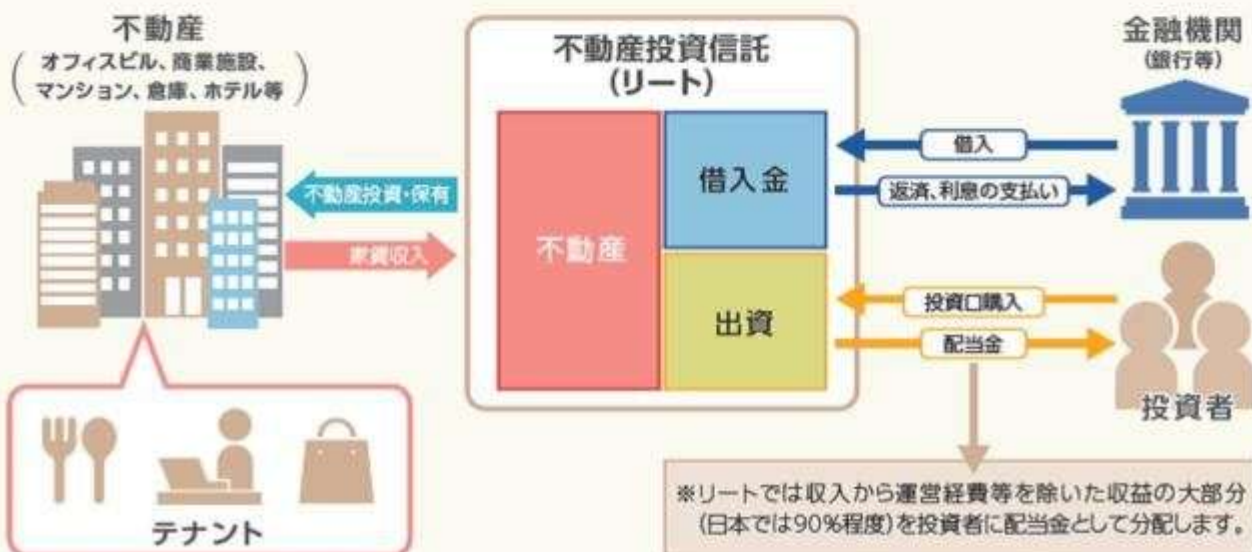 不動産
(オフィスビル、商業施設、
マンション、倉庫、ホテル等)
不動産投資・保有
家賃収入
テナント
不動産投資信託
(リート)
不動産
借入金
出資
金融機関
(銀行等)
借入
返済、利息の支払い
投資口購入
配当金
投資者
※リートでは収入から運営経費等を除いた収益の大部分
(日本では90%程度)を投資者に配当金として分配します。